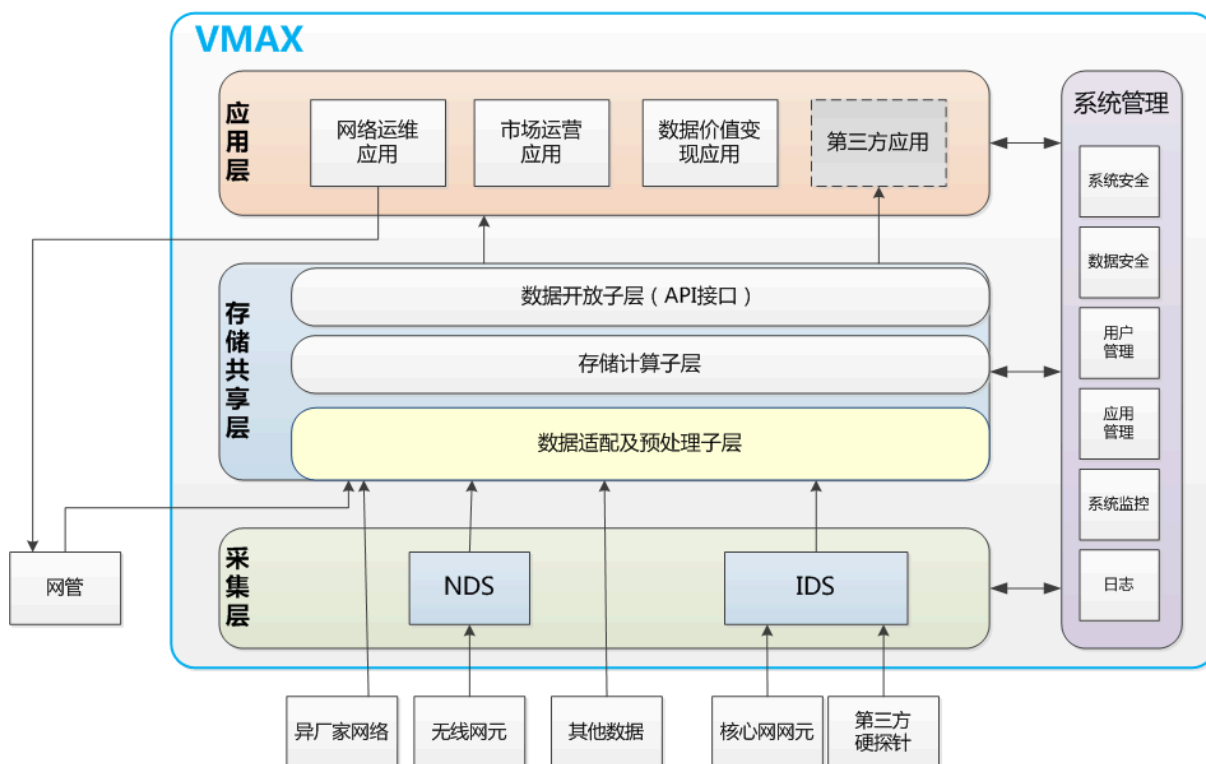 VMAX
应用层
网络运维
应用
市场运营
应用
数据价值变
现应用
第三方应用
存储共享层
数据开放子层（API接口）
存储计算子层
数据适配及预处理子层
采集层
NDS
IDS
系统管理
系统安全
数据安全
用户
管理
应用
管理
系统监控
日志
网管
异厂家网络
无线网元
其他数据
核心网网元
第三方
硬探针